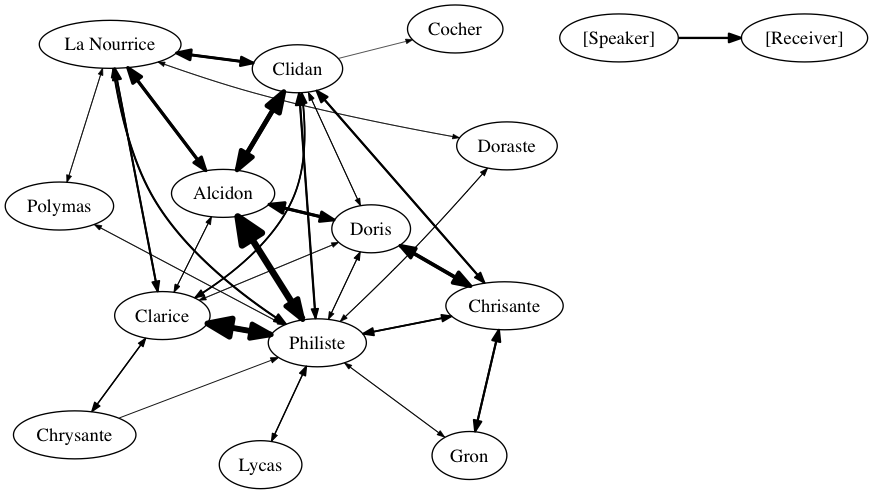 Cocher
[Speaker]
[Receiver]
La Nourrice
Clidan
Doraste
Alcidon
Polymas
Doris
Chrisante
Clarice
Philiste
Chrysante
Gron
Lycas